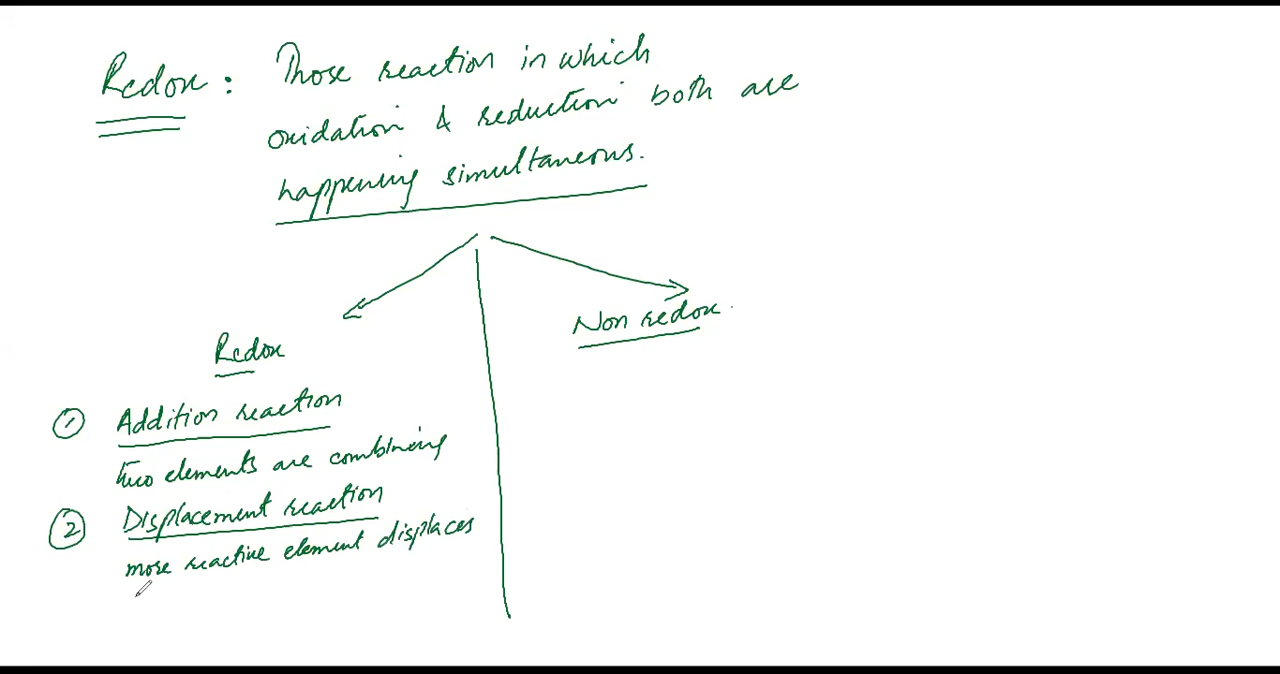 Redox : Those reaction in which
oxidation & reduction both are
happening simultaneous.
Redox
Non redox.
① Addition reaction
two elements are combining
② Displacement reaction
more reactive element displaces